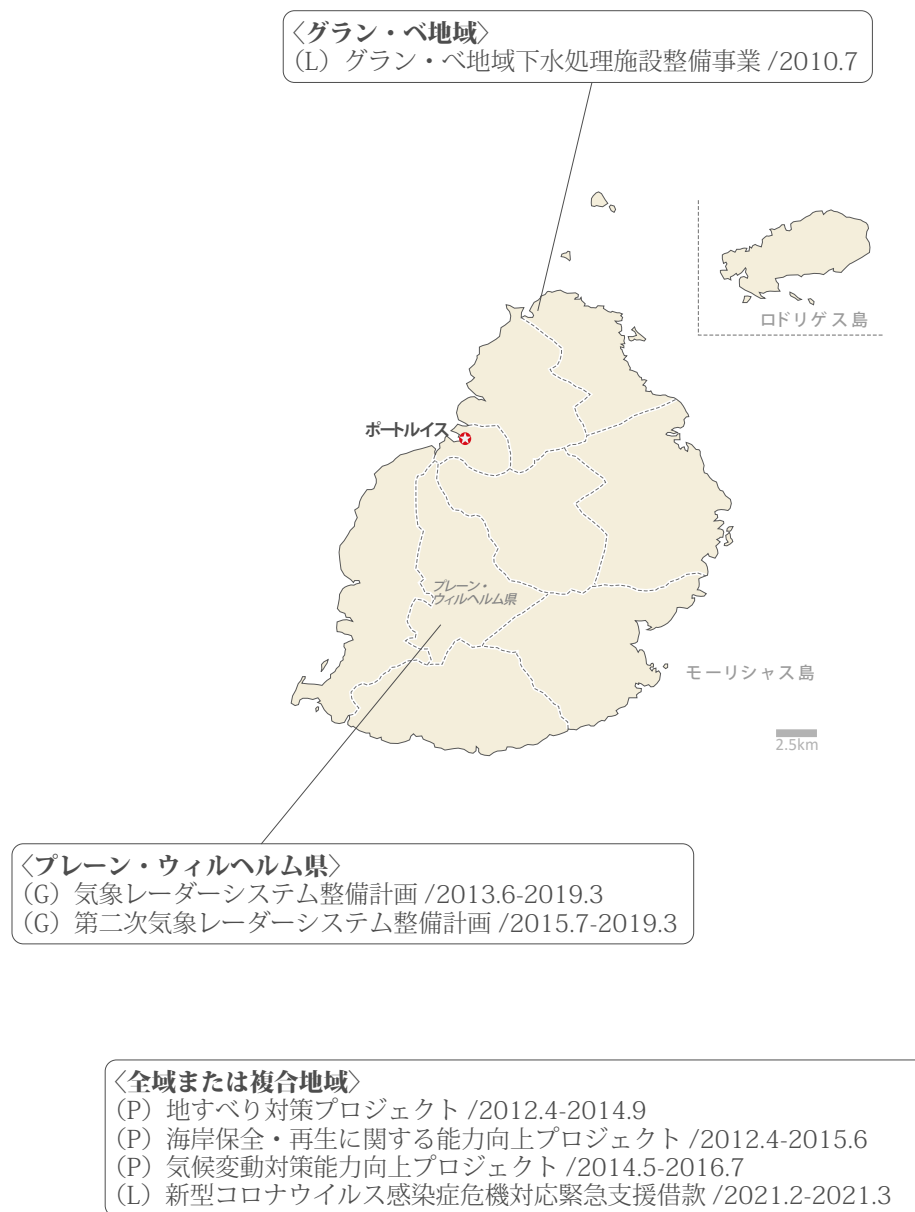 〈グラン・ベ地域〉
（L）グラン・ベ地域下水処理施設整備事業 /2010.7
ロドリゲス島
ポートルイス
プレーン・
ウィルヘルム県
モーリシャス島
2.5km
〈プレーン・ウィルヘルム県〉
（G）気象レーダーシステム整備計画 /2013.6-2019.3
（G）第二次気象レーダーシステム整備計画 /2015.7-2019.3
〈全域または複合地域〉
（P）地すべり対策プロジェクト /2012.4-2014.9
（P）海岸保全・再生に関する能力向上プロジェクト /2012.4-2015.6
（P）気候変動対策能力向上プロジェクト /2014.5-2016.7
（L）新型コロナウイルス感染症危機対応緊急支援借款 /2021.2-2021.3